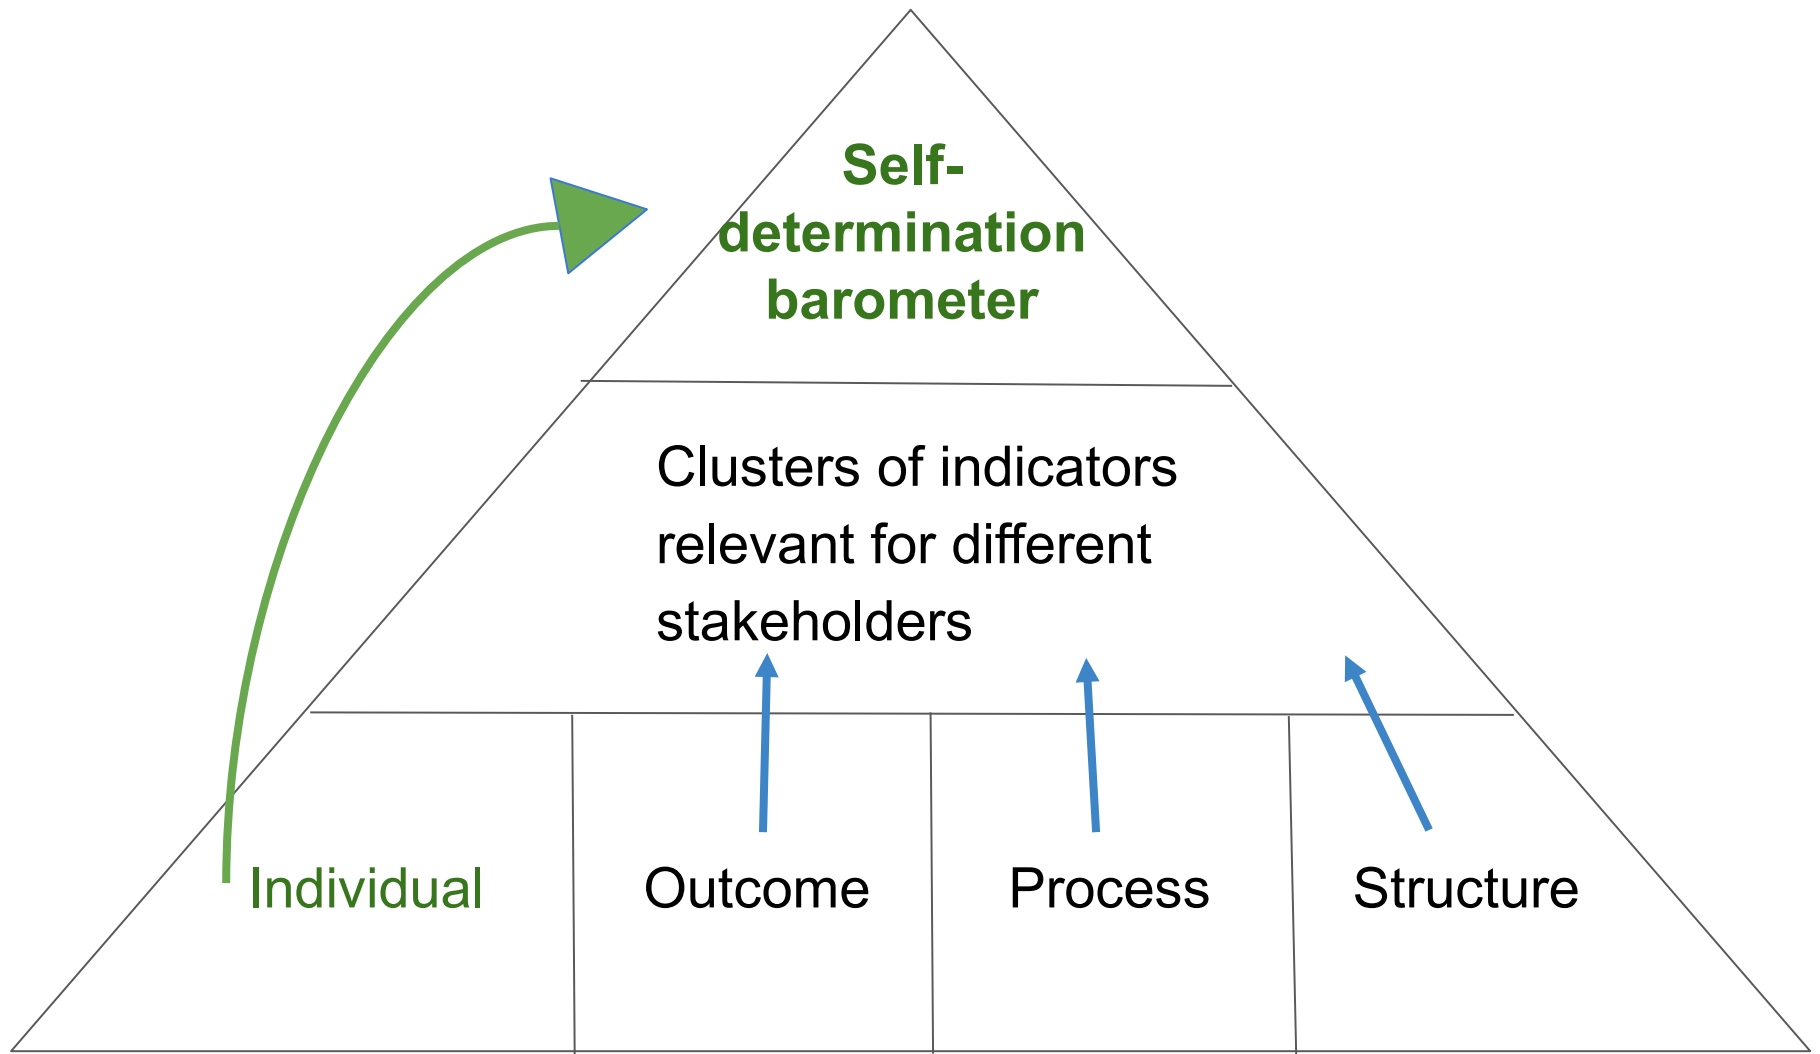 Self-
determination
barometer
Clusters of indicators
relevant for different
stakeholders
Individual
Outcome
Process
Structure